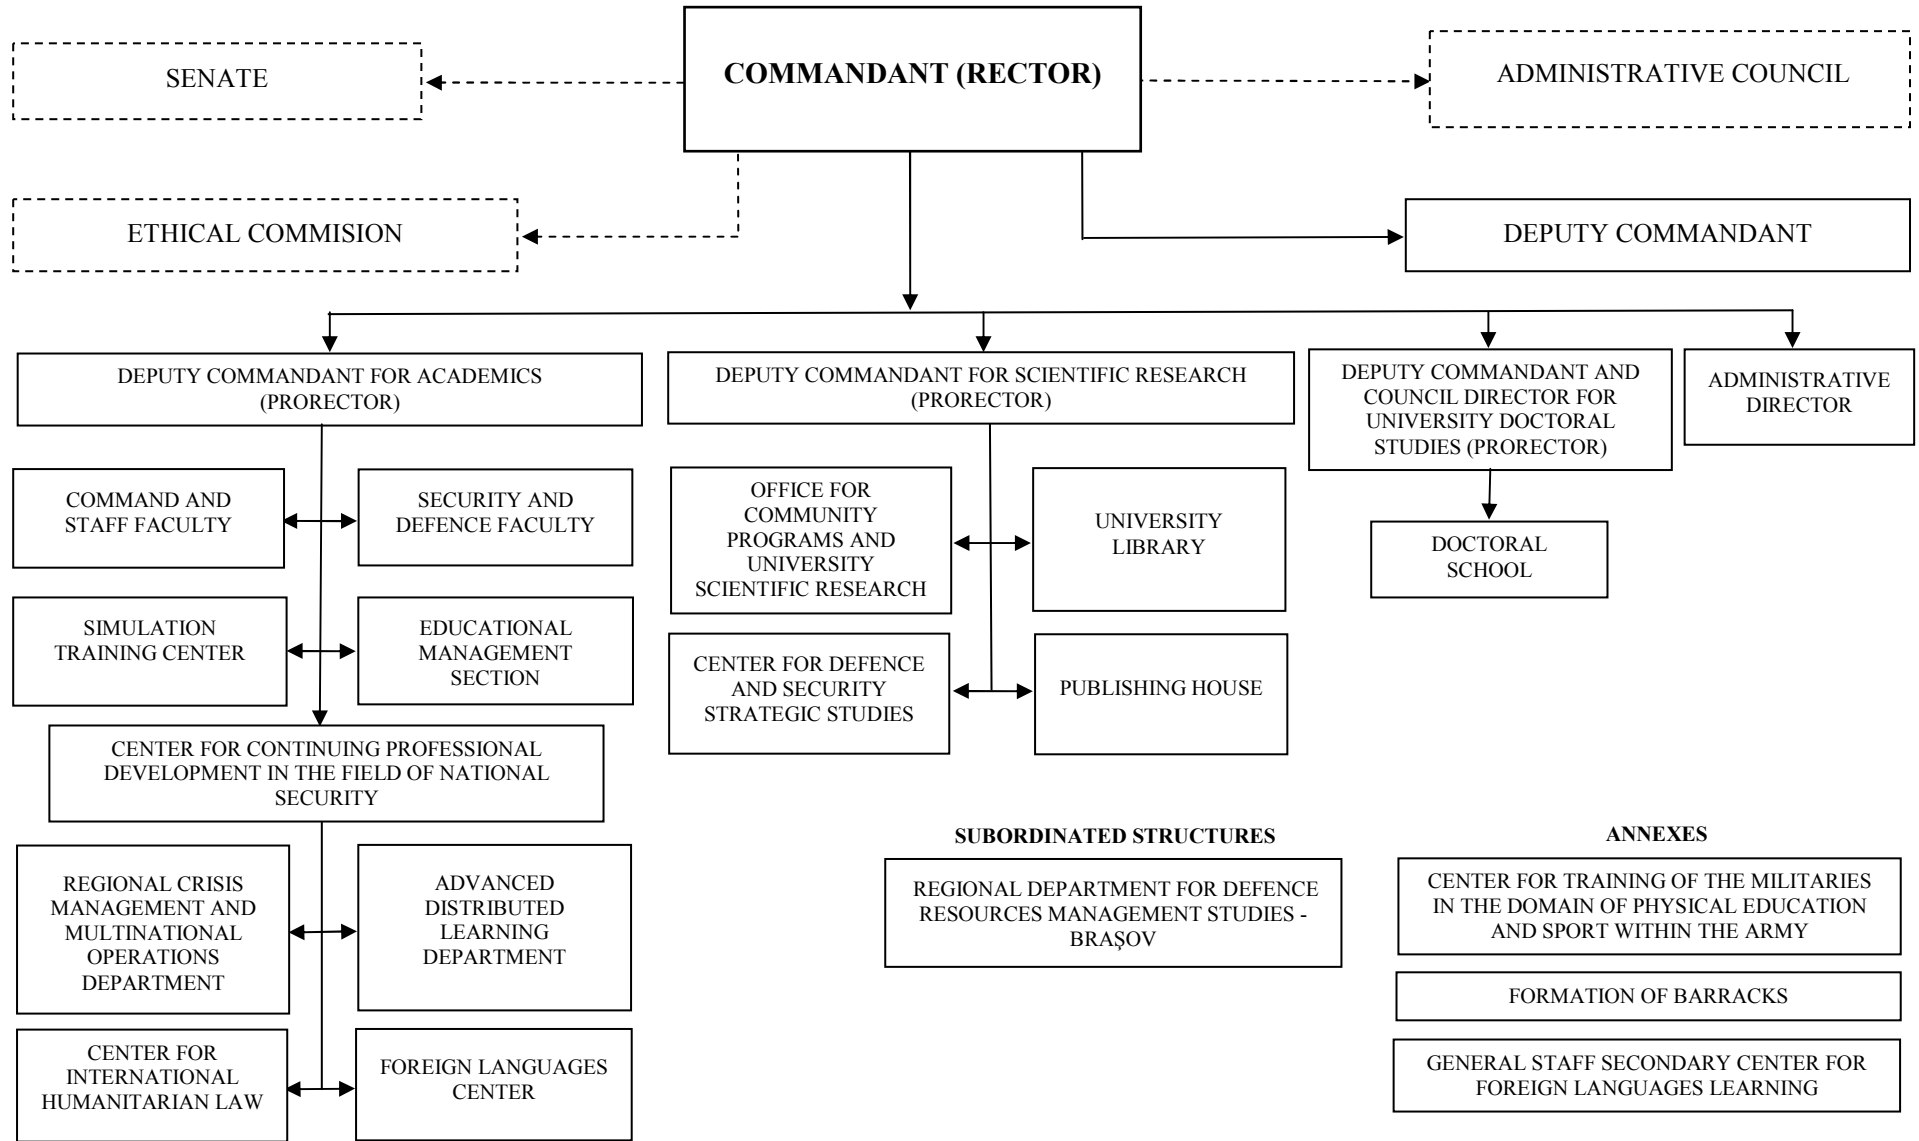 SENATE
COMMANDANT (RECTOR)
ADMINISTRATIVE COUNCIL
ETHICAL COMMISION
DEPUTY COMMANDANT
DEPUTY COMMANDANT FOR ACADEMICS
(PRORECTOR)
DEPUTY COMMANDANT FOR SCIENTIFIC RESEARCH
(PRORECTOR)
DEPUTY COMMANDANT AND
COUNCIL DIRECTOR FOR
UNIVERSITY DOCTORAL
STUDIES (PRORECTOR)
ADMINISTRATIVE
DIRECTOR
COMMAND AND
STAFF FACULTY
SECURITY AND
DEFENCE FACULTY
OFFICE FOR
COMMUNITY
PROGRAMS AND
UNIVERSITY
SCIENTIFIC RESEARCH
UNIVERSITY
LIBRARY
DOCTORAL
SCHOOL
SIMULATION
TRAINING CENTER
EDUCATIONAL
MANAGEMENT
SECTION
CENTER FOR DEFENCE
AND SECURITY
STRATEGIC STUDIES
PUBLISHING HOUSE
CENTER FOR CONTINUING PROFESSIONAL
DEVELOPMENT IN THE FIELD OF NATIONAL
SECURITY
REGIONAL CRISIS
MANAGEMENT AND
MULTINATIONAL
OPERATIONS
DEPARTMENT
ADVANCED
DISTRIBUTED
LEARNING
DEPARTMENT
CENTER FOR
INTERNATIONAL
HUMANITARIAN LAW
FOREIGN LANGUAGES
CENTER
SUBORDINATED STRUCTURES
REGIONAL DEPARTMENT FOR DEFENCE
RESOURCES MANAGEMENT STUDIES -
BRAŞOV
ANNEXES
CENTER FOR TRAINING OF THE MILITARIES
IN THE DOMAIN OF PHYSICAL EDUCATION
AND SPORT WITHIN THE ARMY
FORMATION OF BARRACKS
GENERAL STAFF SECONDARY CENTER FOR
FOREIGN LANGUAGES LEARNING